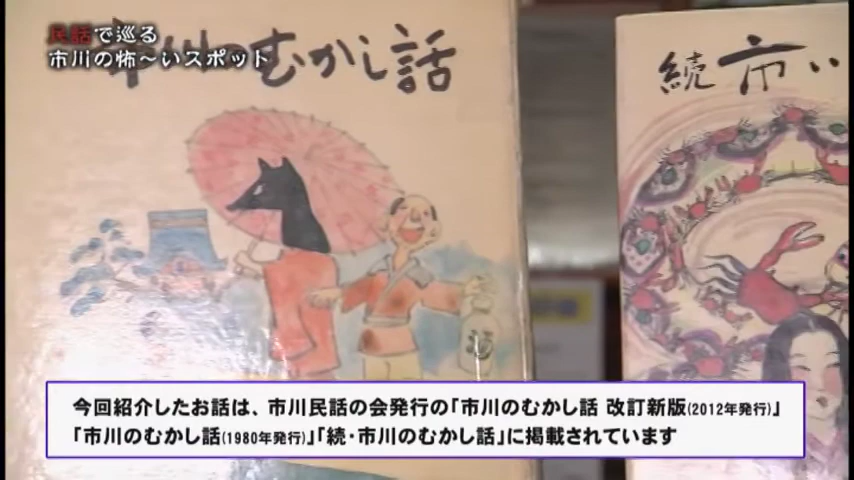 民話で巡る
市川の怖~いスポット
市川のむかし話
続 市い
酒
今回紹介したお話は、市川民話の会発行の「市川のむかし話 改訂新版(2012年発行)」
「市川のむかし話(1980年発行)」「続・市川のむかし話」に掲載されています